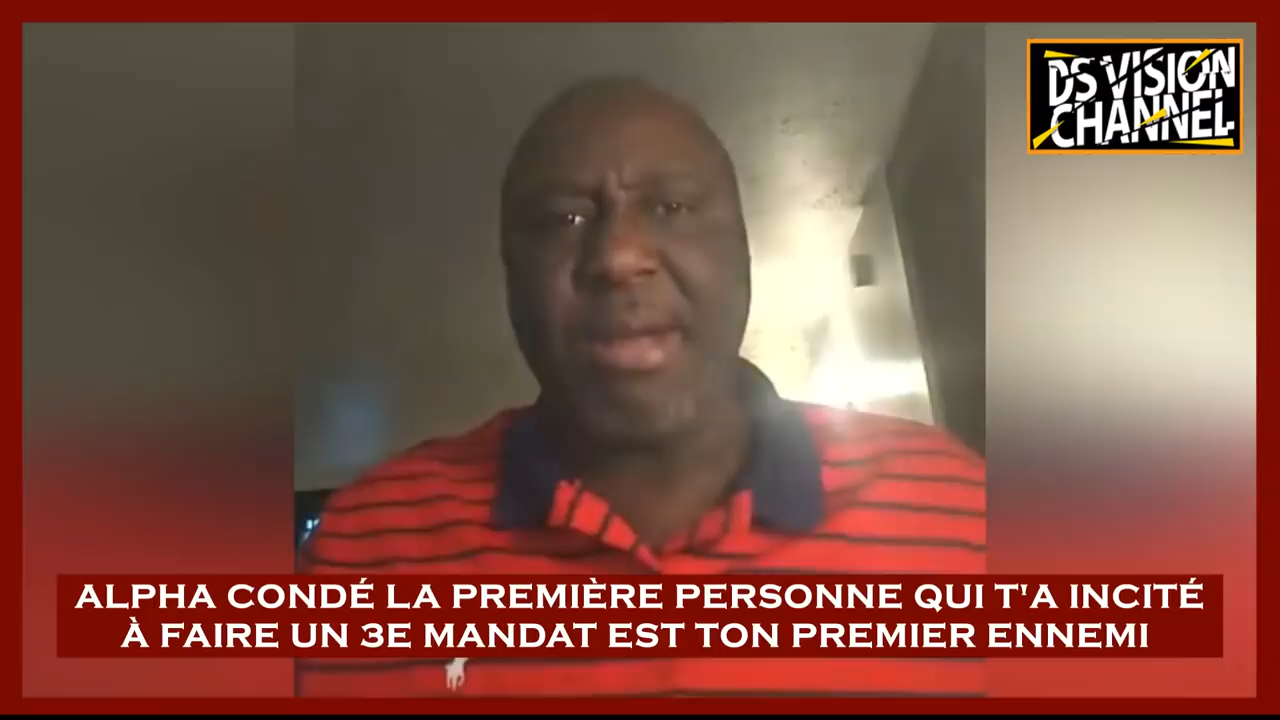 DS VISION
CHANNEL
ALPHA CONDÉ LA PREMIÈRE PERSONNE QUI T'A INCITÉ
À FAIRE UN 3E MANDAT EST TON PREMIER ENNEMI